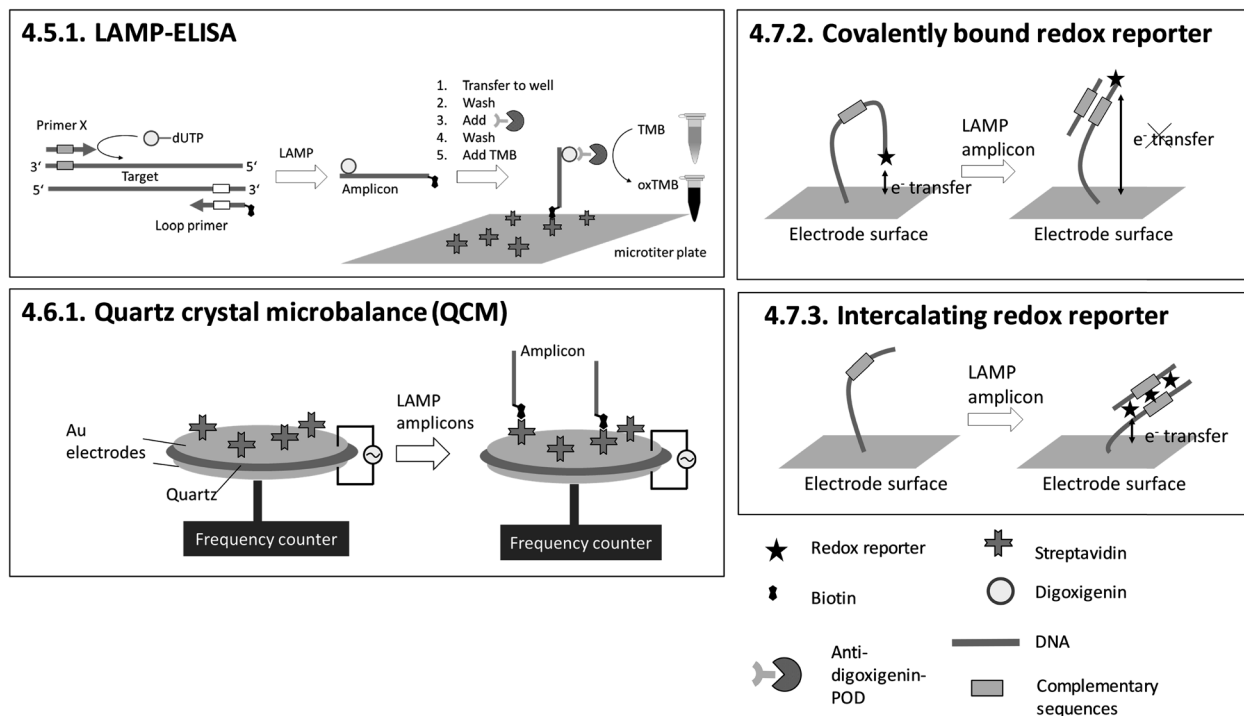 4.5.1. LAMP-ELISA
Primer X
dUTP
3‘
5‘
Target
5‘
3‘
Loop primer
LAMP
Amplicon
1. Transfer to well
2. Wash
3. Add
4. Wash
5. Add TMB
TMB
oxTMB
microtiter plate
4.7.2. Covalently bound redox reporter
e- transfer
Electrode surface
LAMP
amplicon
e- transfer
Electrode surface
4.6.1. Quartz crystal microbalance (QCM)
Au
electrodes
Quartz
Frequency counter
LAMP
amplicons
Amplicon
Frequency counter
4.7.3. Intercalating redox reporter
Electrode surface
LAMP
amplicon
e- transfer
Electrode surface
Redox reporter
Streptavidin
Biotin
Digoxigenin
Anti-
digoxigenin-
POD
DNA
Complementary
sequences